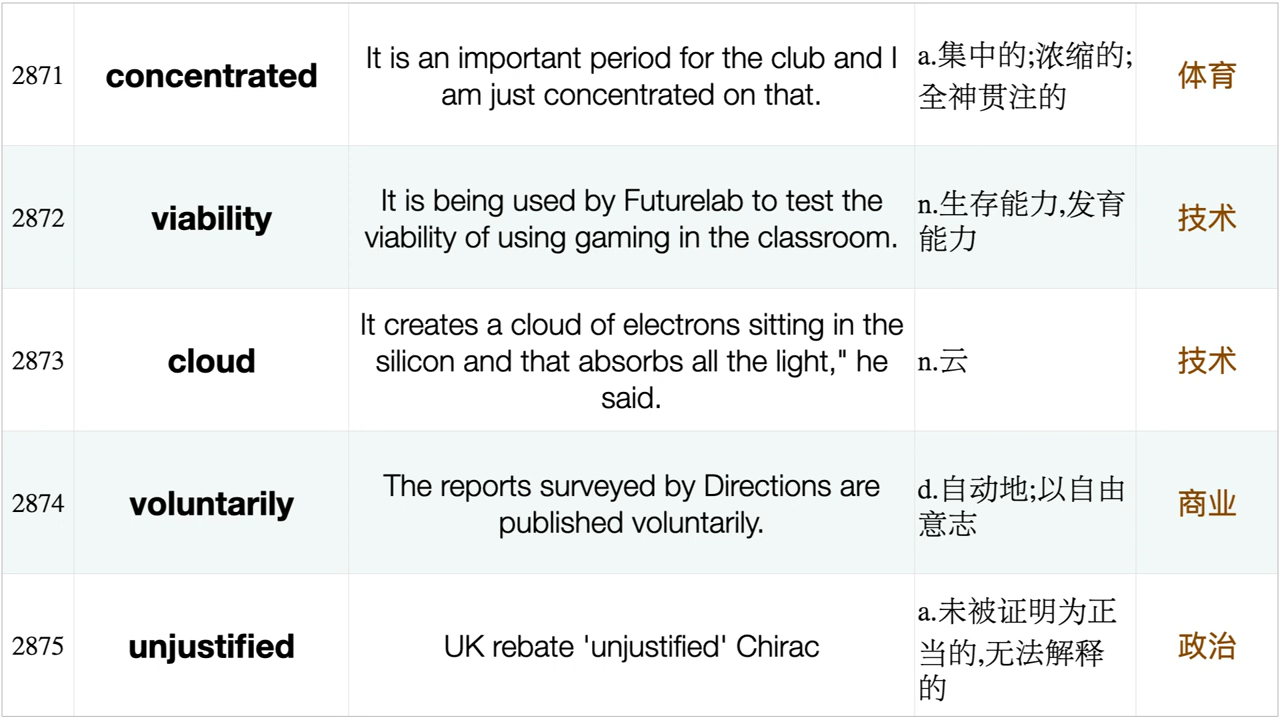 2871
concentrated
It is an important period for the club and I
am just concentrated on that.
a.集中的;浓缩的;
全神贯注的
体育
2872
viability
It is being used by Futurelab to test the
viability of using gaming in the classroom.
n.生存能力,发育
能力
技术
2873
cloud
It creates a cloud of electrons sitting in the
silicon and that absorbs all the light," he
said.
n.云
技术
2874
voluntarily
The reports surveyed by Directions are
published voluntarily.
d.自动地;以自由
意志
商业
2875
unjustified
UK rebate 'unjustified' Chirac
a.未被证明为正
当的,无法解释
的
政治